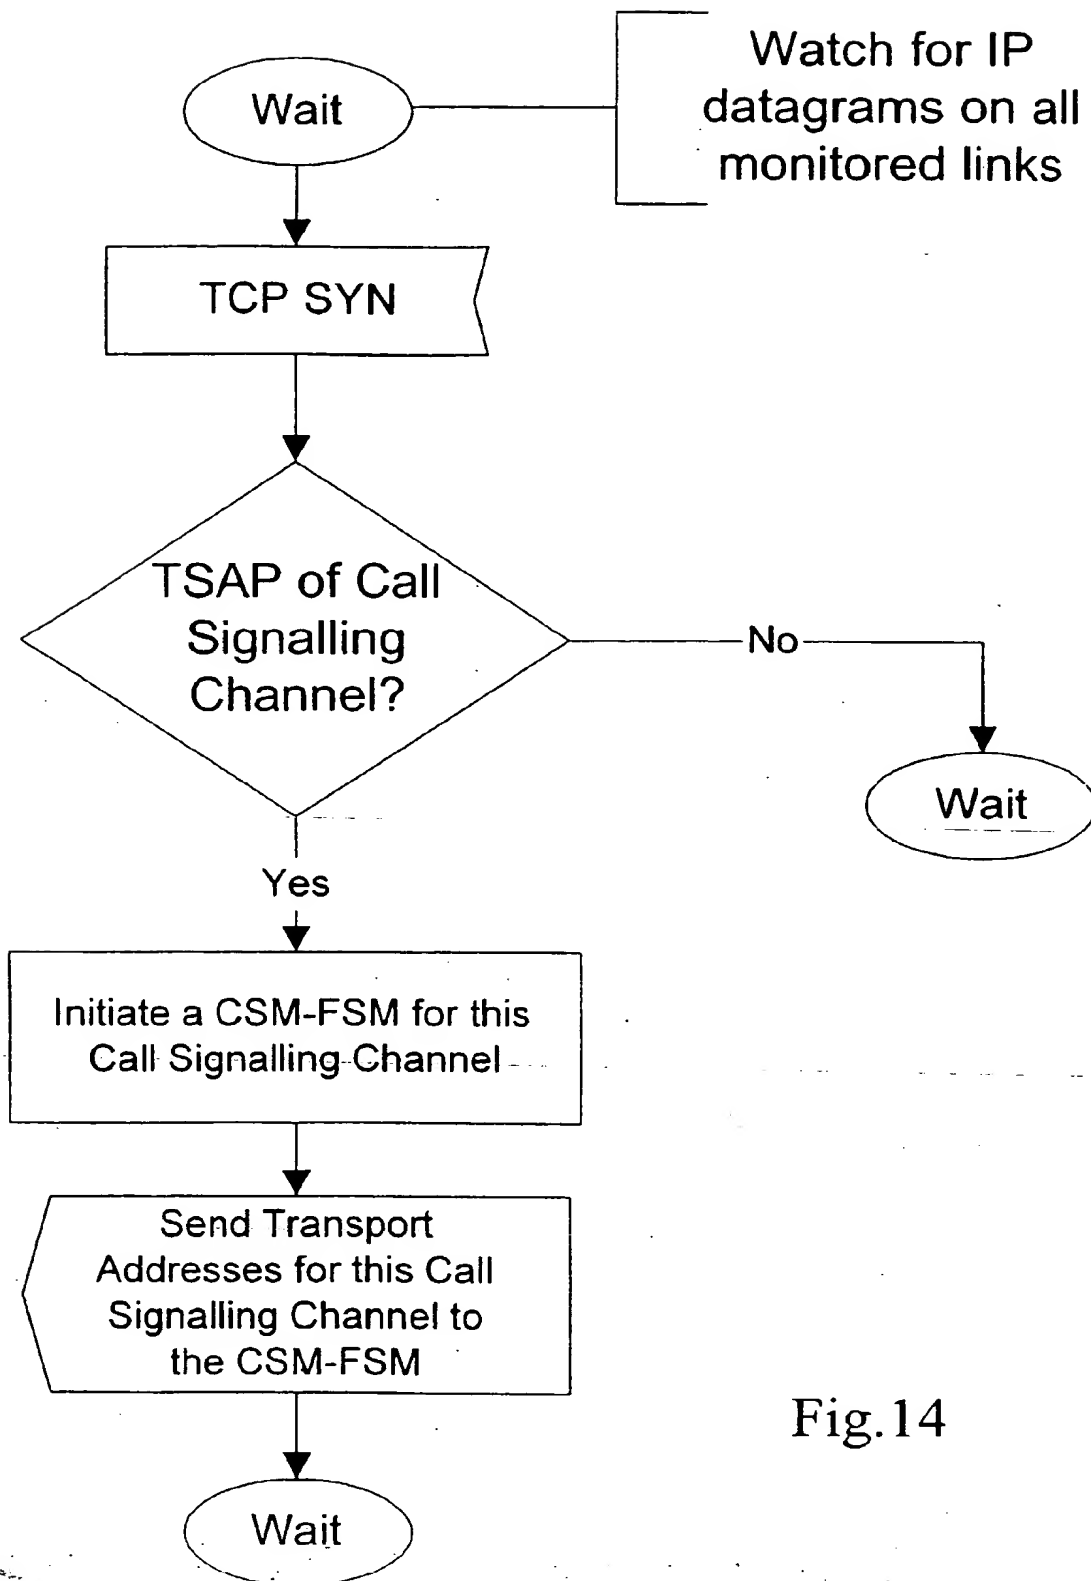 Wait
Watch for IP
datagrams on all
monitored links
TCP SYN
TSAP of Call
Signalling
Channel?
No
Wait
Yes
Initiate a CSM-FSM for this
Call Signalling Channel
Send Transport
Addresses for this Call
Signalling Channel to
the CSM-FSM
Wait
Fig.14